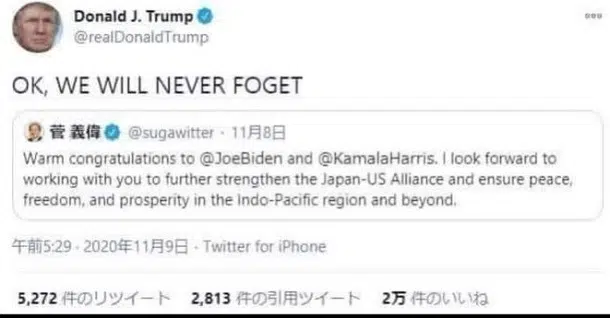 Donald J. Trump
@realDonaldTrump
OK, WE WILL NEVER FOGET
菅 義偉 @sugawitter · 11月8日
Warm congratulations to @JoeBiden and @KamalaHarris. I look forward to
working with you to further strengthen the Japan-US Alliance and ensure peace,
freedom, and prosperity in the Indo-Pacific region and beyond.
午前5:29 · 2020年11月9日 · Twitter for iPhone
5,272 件のリツイート 2,813 件の引用ツイート 2万 件のいいね